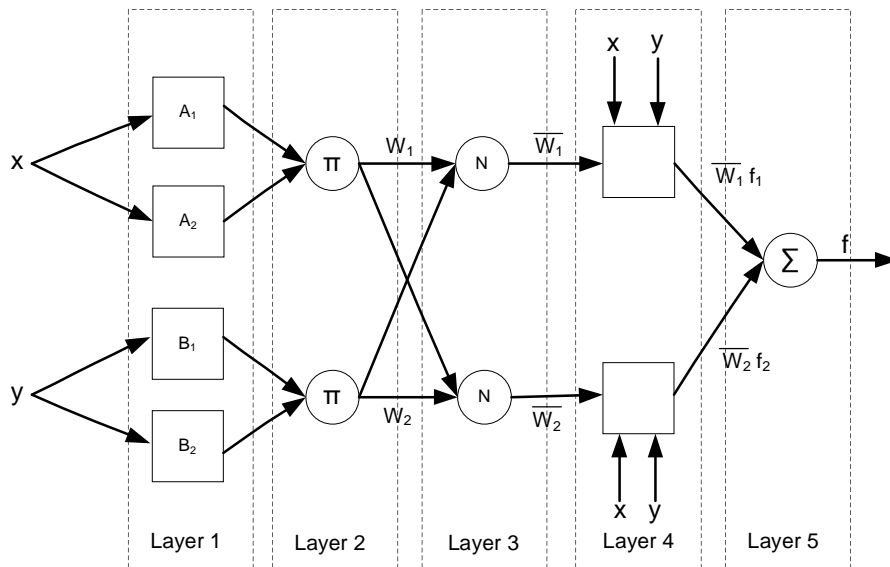 x y
A₁
x
A₂
π
W₁
N
W̅₁
W̅₁ f₁
Σ
f
B₁
y
B₂
π
W₂
N
W̅₂
W̅₂ f₂
x y
Layer 1
Layer 2
Layer 3
Layer 4
Layer 5